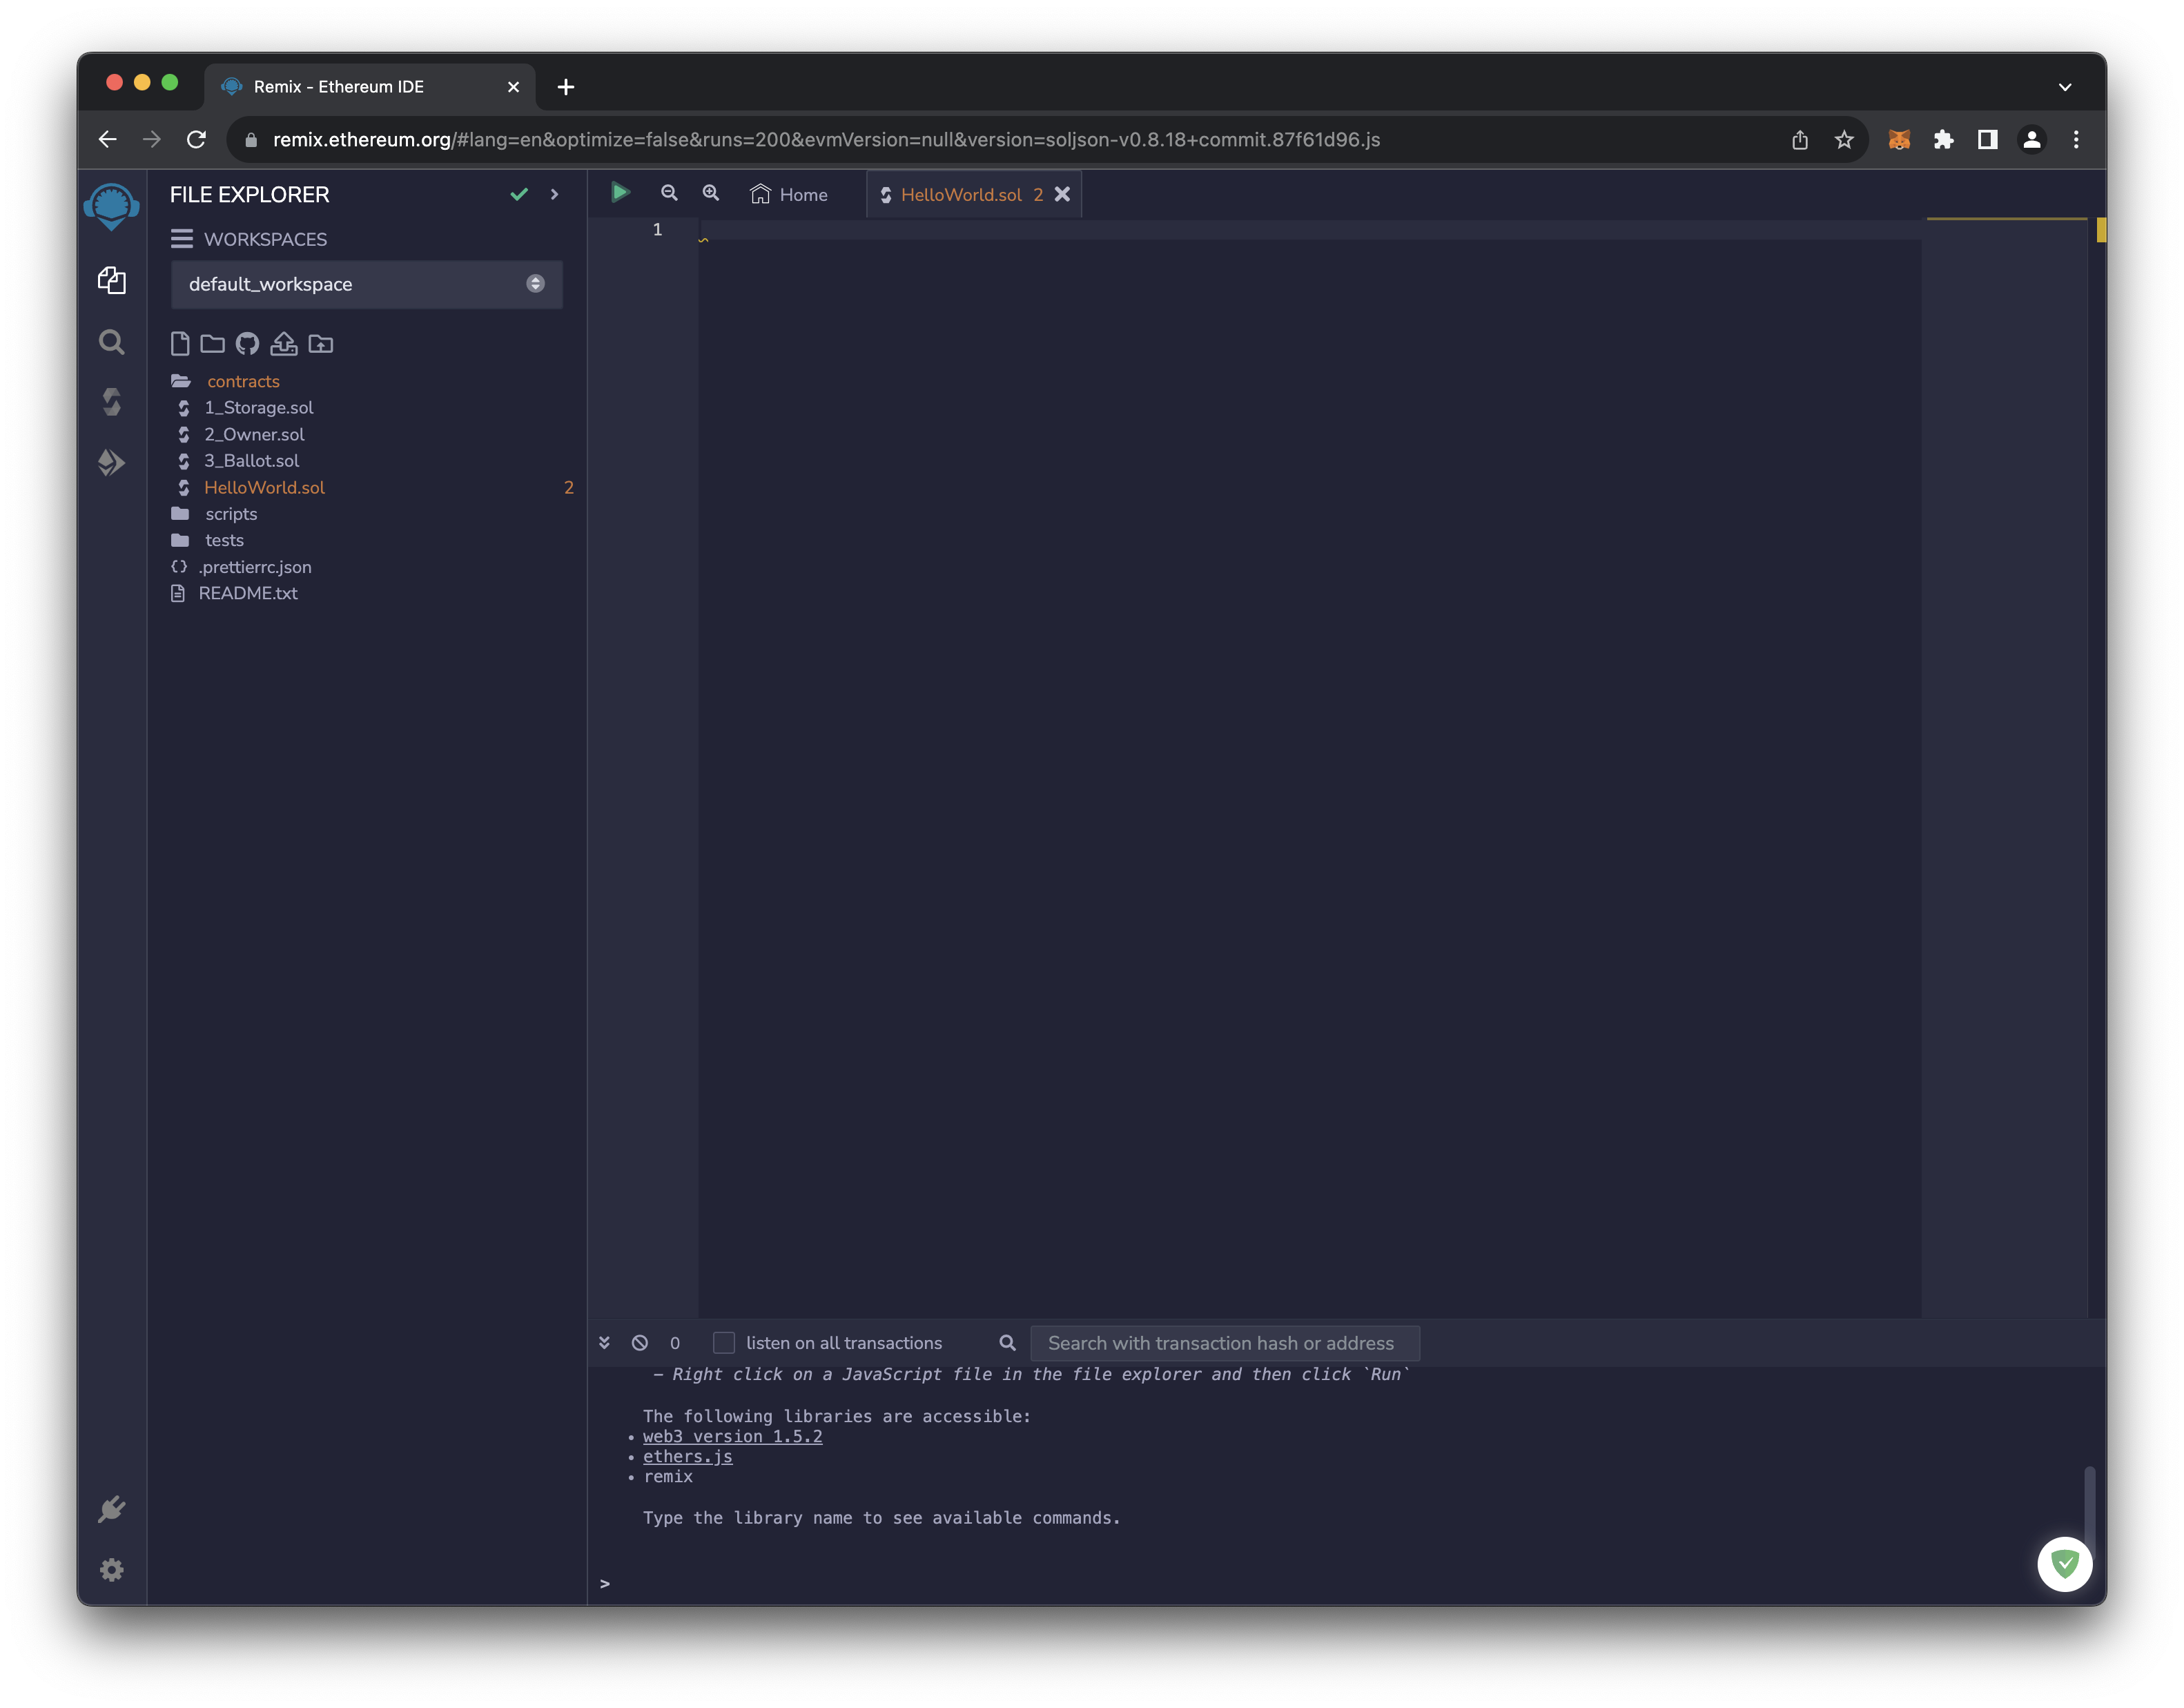 Remix - Ethereum IDE
remix.ethereum.org/#lang=en&optimize=false&runs=200&evmVersion=null&version=soljson-v0.8.18+commit.87f61d96.js
FILE EXPLORER
WORKSPACES
default_workspace
contracts
1_Storage.sol
2_Owner.sol
3_Ballot.sol
HelloWorld.sol 2
scripts
tests
.prettierrc.json
README.txt
Home
HelloWorld.sol 2
1
0 listen on all transactions Search with transaction hash or address
– Right click on a JavaScript file in the file explorer and then click `Run`
The following libraries are accessible:
• web3 version 1.5.2
• ethers.js
• remix
Type the library name to see available commands.
>